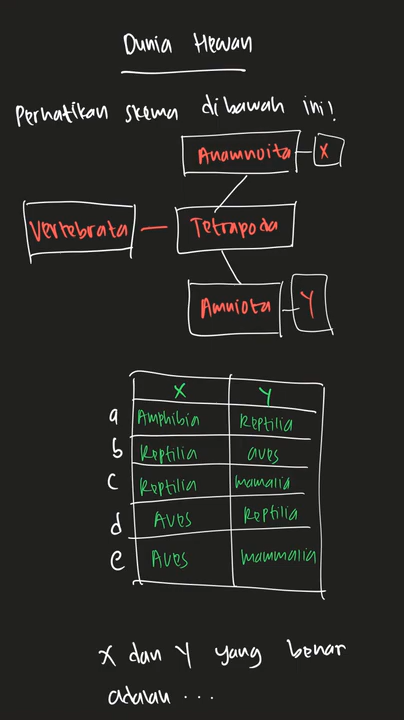 Dunia Hewan
Perhatikan skema dibawah ini!
Anamnoita X
Vertebrata Tetrapoda
Amniota Y
X Y
a Amphibia Reptilia
b Reptilia aves
c Reptilia mamalia
d Aves Reptilia
e Aves mammalia
X dan Y yang benar
adalah ...